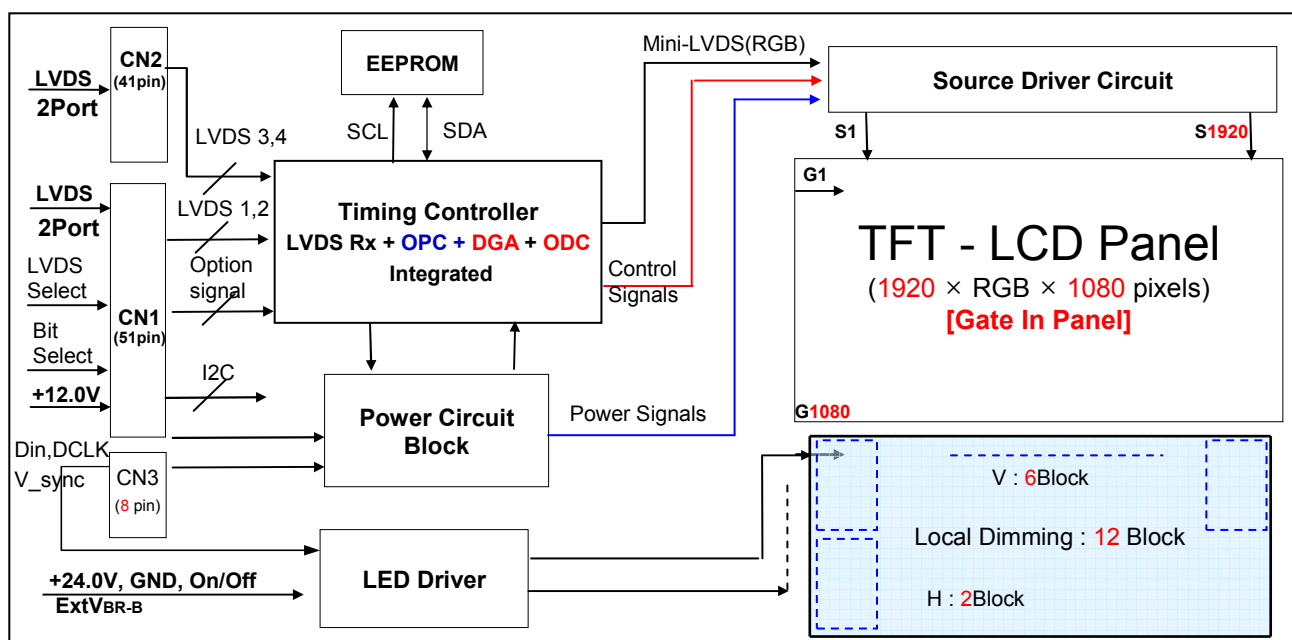 CN2
(41pin)
LVDS
2Port
EEPROM
SCL
SDA
Mini-LVDS(RGB)
Source Driver Circuit
S1
S1920
LVDS 3,4
LVDS
2Port
LVDS 1,2
LVDS
Select
Option
signal
Bit
Select
CN1
(51pin)
+12.0V
I2C
Timing Controller
LVDS Rx + OPC + DGA + ODC
Integrated
Control
Signals
G1
TFT - LCD Panel
(1920 × RGB × 1080 pixels)
[Gate In Panel]
G1080
Power Circuit
Block
Power Signals
Din,DCLK
V_sync
CN3
(8 pin)
V : 6Block
Local Dimming : 12 Block
H : 2Block
LED Driver
+24.0V, GND, On/Off
ExtVBR-B